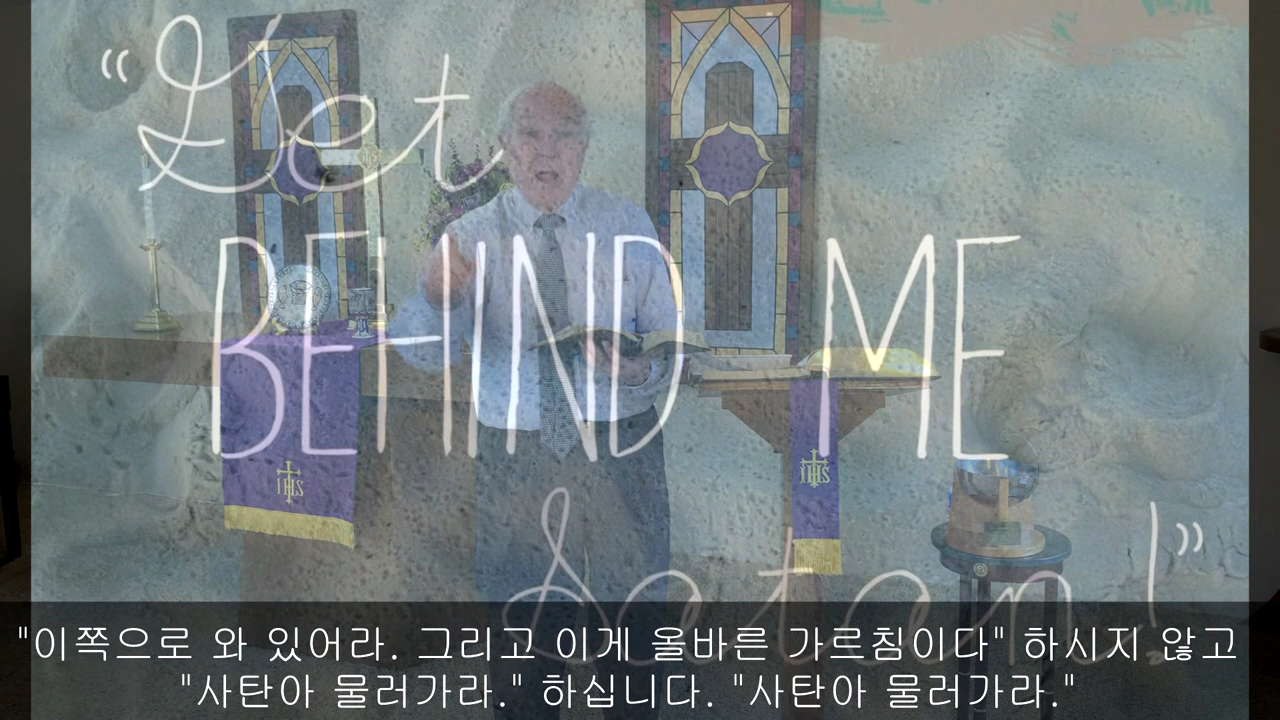 "Get
BEHIND ME
Satan!"
IHS
IHS
"이쪽으로 와 있어라. 그리고 이게 올바른 가르침이다" 하시지 않고
"사탄아 물러가라." 하십니다. "사탄아 물러가라."